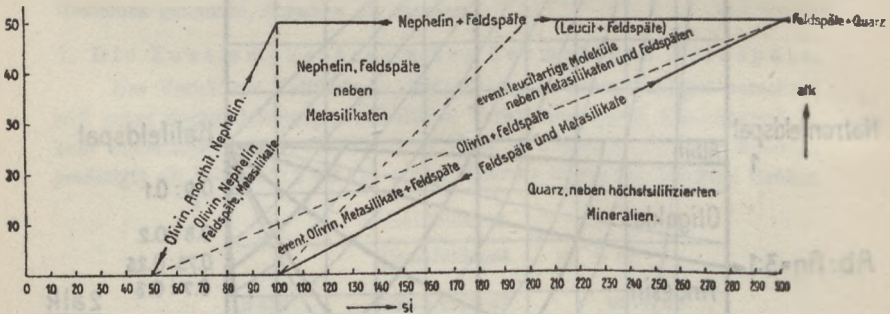 50
40
30
20
10
Nephelin + Feldspäte
(Leucit + Feldspäte)
Feldspäte + Quarz
Nephelin, Feldspäte
neben
Metasilikaten
event. leucitartige Moleküle
neben Metasilikaten und Feldspäten
alk
Olivin, Anorthit, Nephelin.
Olivin, Nephelin
Feldspäte, Metasilikate
Olivin + Feldspäte
Feldspäte und Metasilikate
event. Olivin, Metasilikate + Feldspäte
Quarz, neben höchstsilifizierten
Mineralien.
0 10 20 30 40 50 60 70 80 90 100 110 120 130 140 150 160 170 180 190 200 210 220 230 240 250 260 270 280 290 300
si